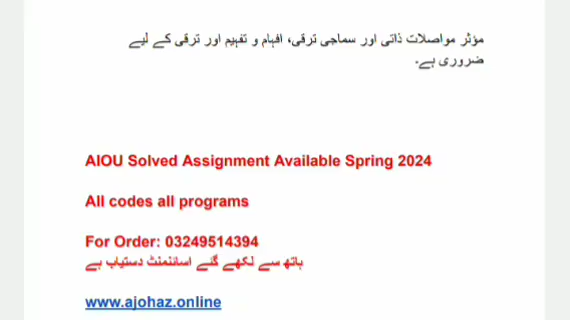 مؤثر مواصلات ذاتی اور سماجی ترقی، افہام و تفہیم اور ترقی کے لیے
ضروری ہے۔
AIOU Solved Assignment Available Spring 2024
All codes all programs
For Order: 03249514394
ہاتھ سے لکھے گئے اسائنمنٹ دستیاب ہے
www.ajohaz.online